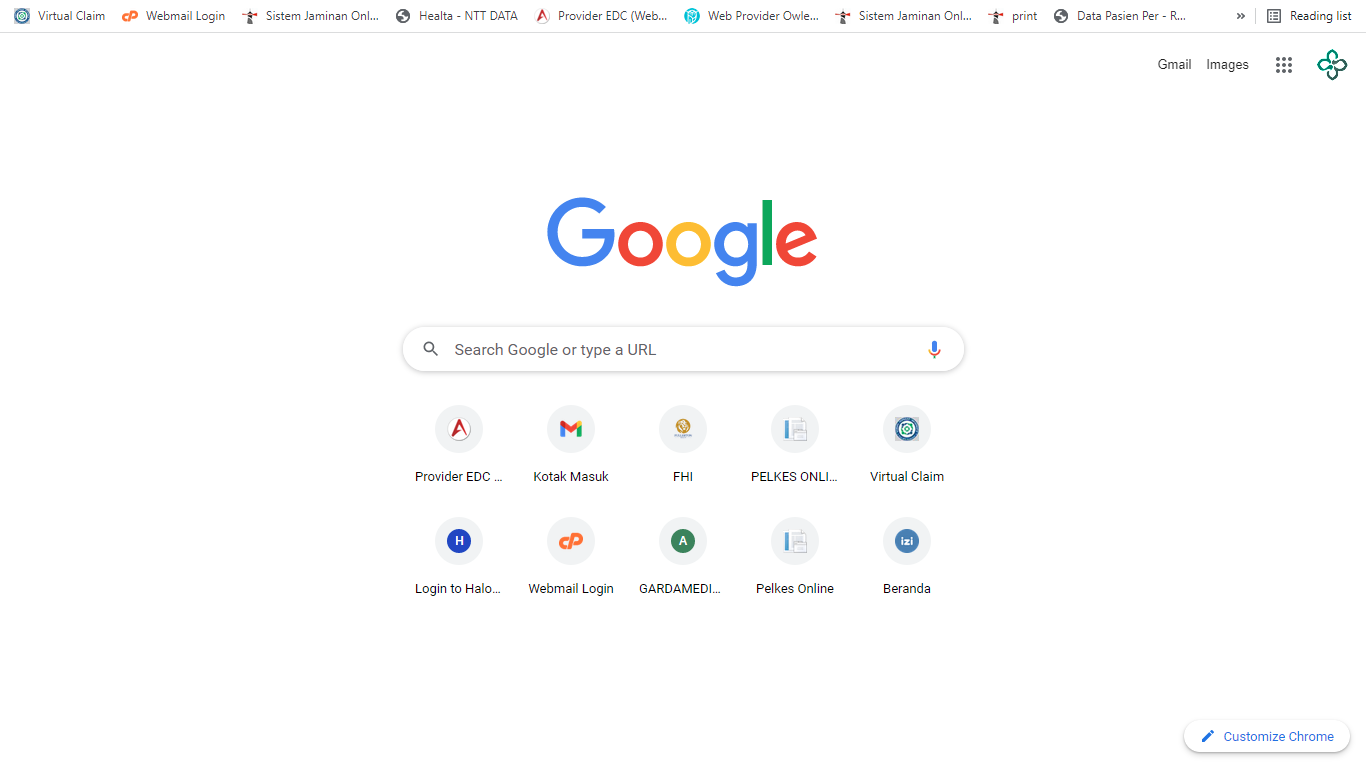 Virtual Claim
Webmail Login
Sistem Jaminan Onl...
Healta - NTT DATA
Provider EDC (Web...
Web Provider Owle...
Sistem Jaminan Onl...
print
Data Pasien Per - R...
»
Reading list
Gmail
Images
Google
Search Google or type a URL
Provider EDC ...
Kotak Masuk
FHI
PELKES ONLI...
Virtual Claim
H
A
izi
Login to Halo...
Webmail Login
GARDAMEDI...
Pelkes Online
Beranda
Customize Chrome